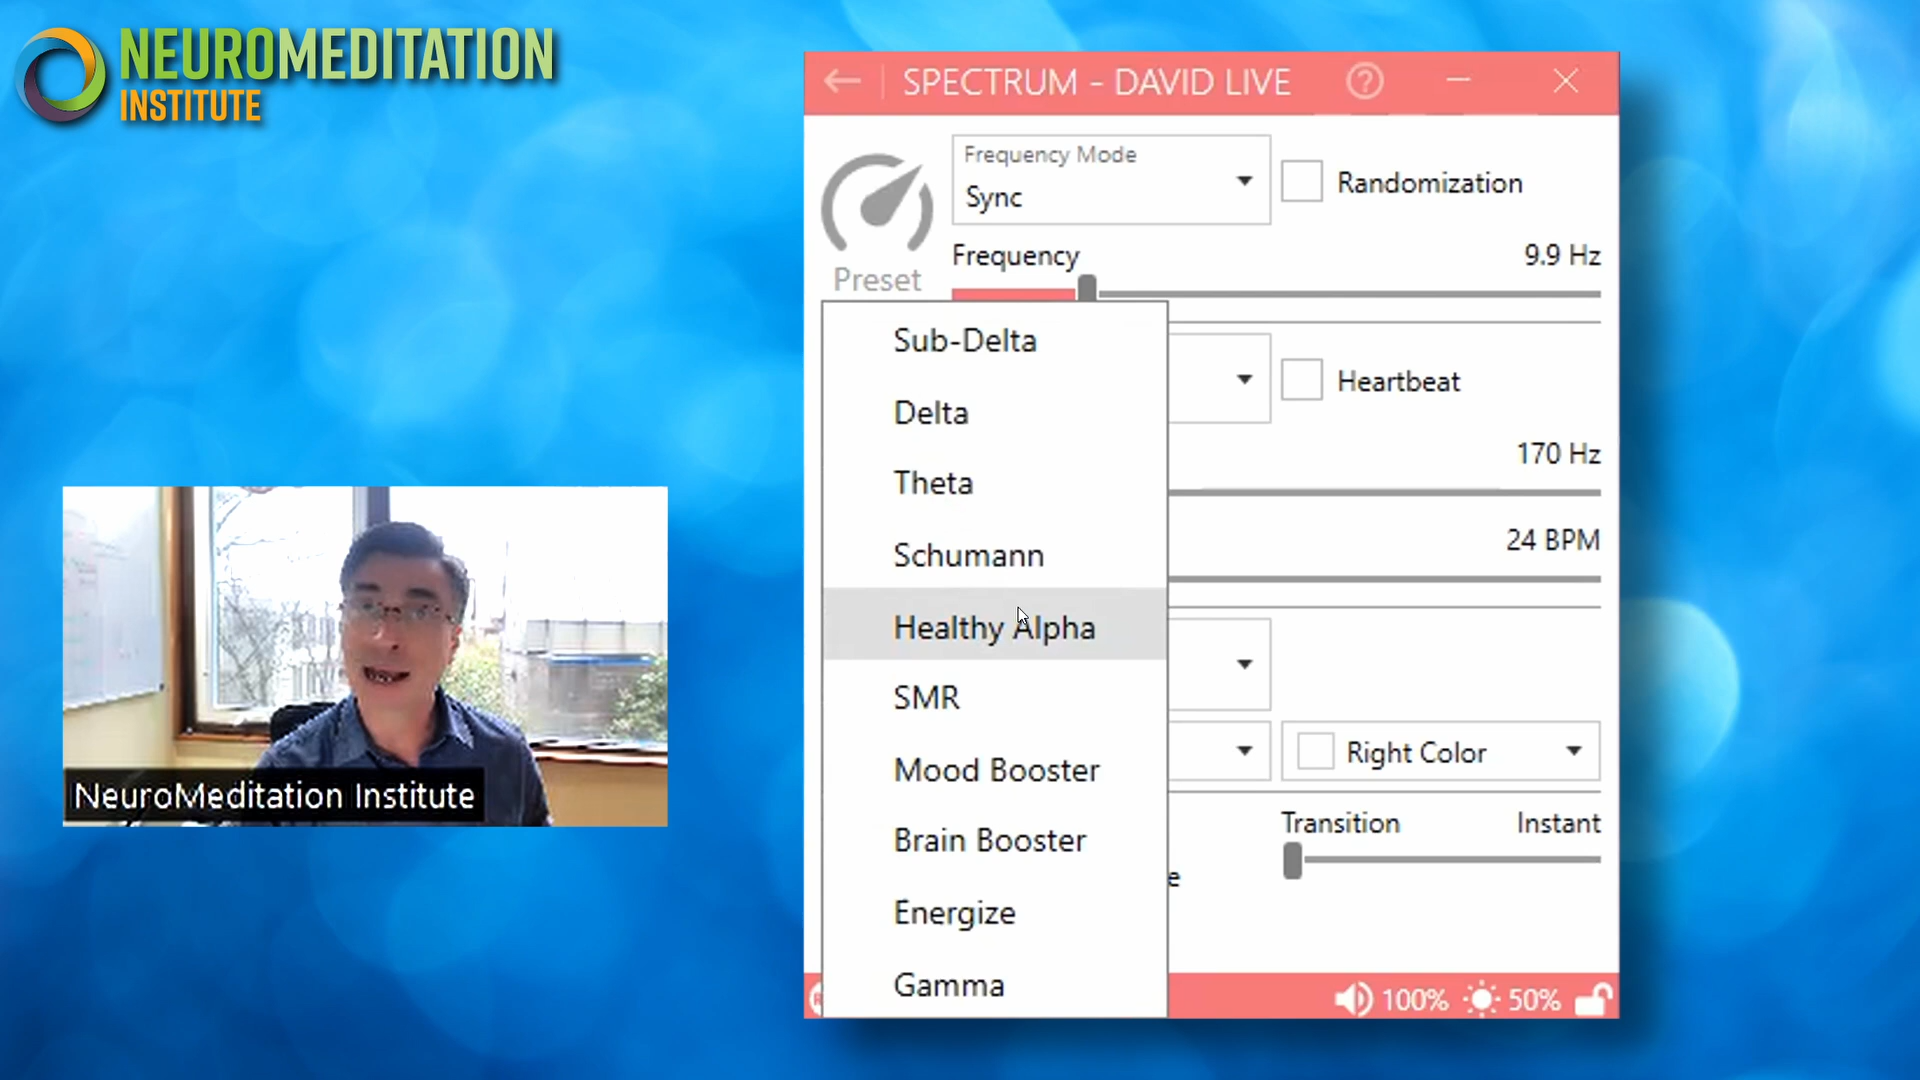 NEUROMEDITATION
INSTITUTE
SPECTRUM - DAVID LIVE
Frequency Mode
Sync
Randomization
Preset
Frequency
9.9 Hz
Sub-Delta
Delta
Theta
Schumann
Healthy Alpha
SMR
Mood Booster
Brain Booster
Energize
Gamma
Heartbeat
170 Hz
24 BPM
Right Color
Transition
Instant
e
100%
50%
NeuroMeditation Institute